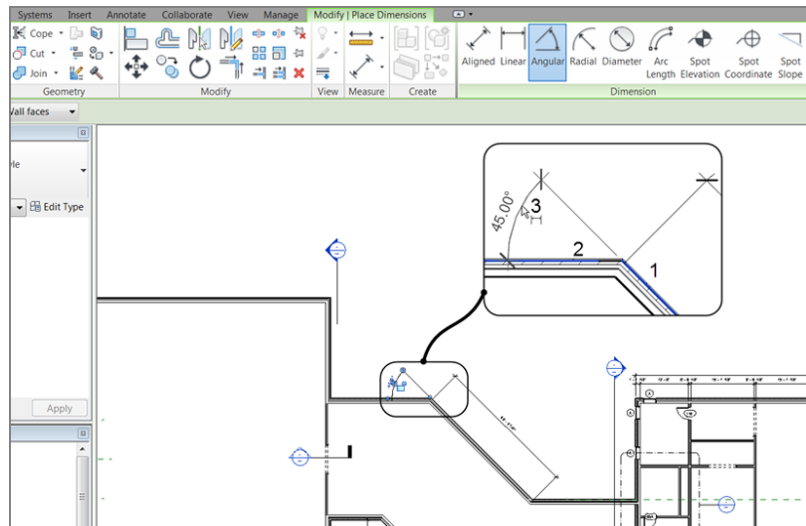 Systems Insert Annotate Collaborate View Manage Modify | Place Dimensions
Cope
Cut
Join
Aligned Linear Angular Radial Diameter Arc Length Spot Elevation Spot Coordinate Spot Slope
Geometry Modify View Measure Create Dimension
Wall faces
yle
Edit Type
45.00°
3
2
1
Apply